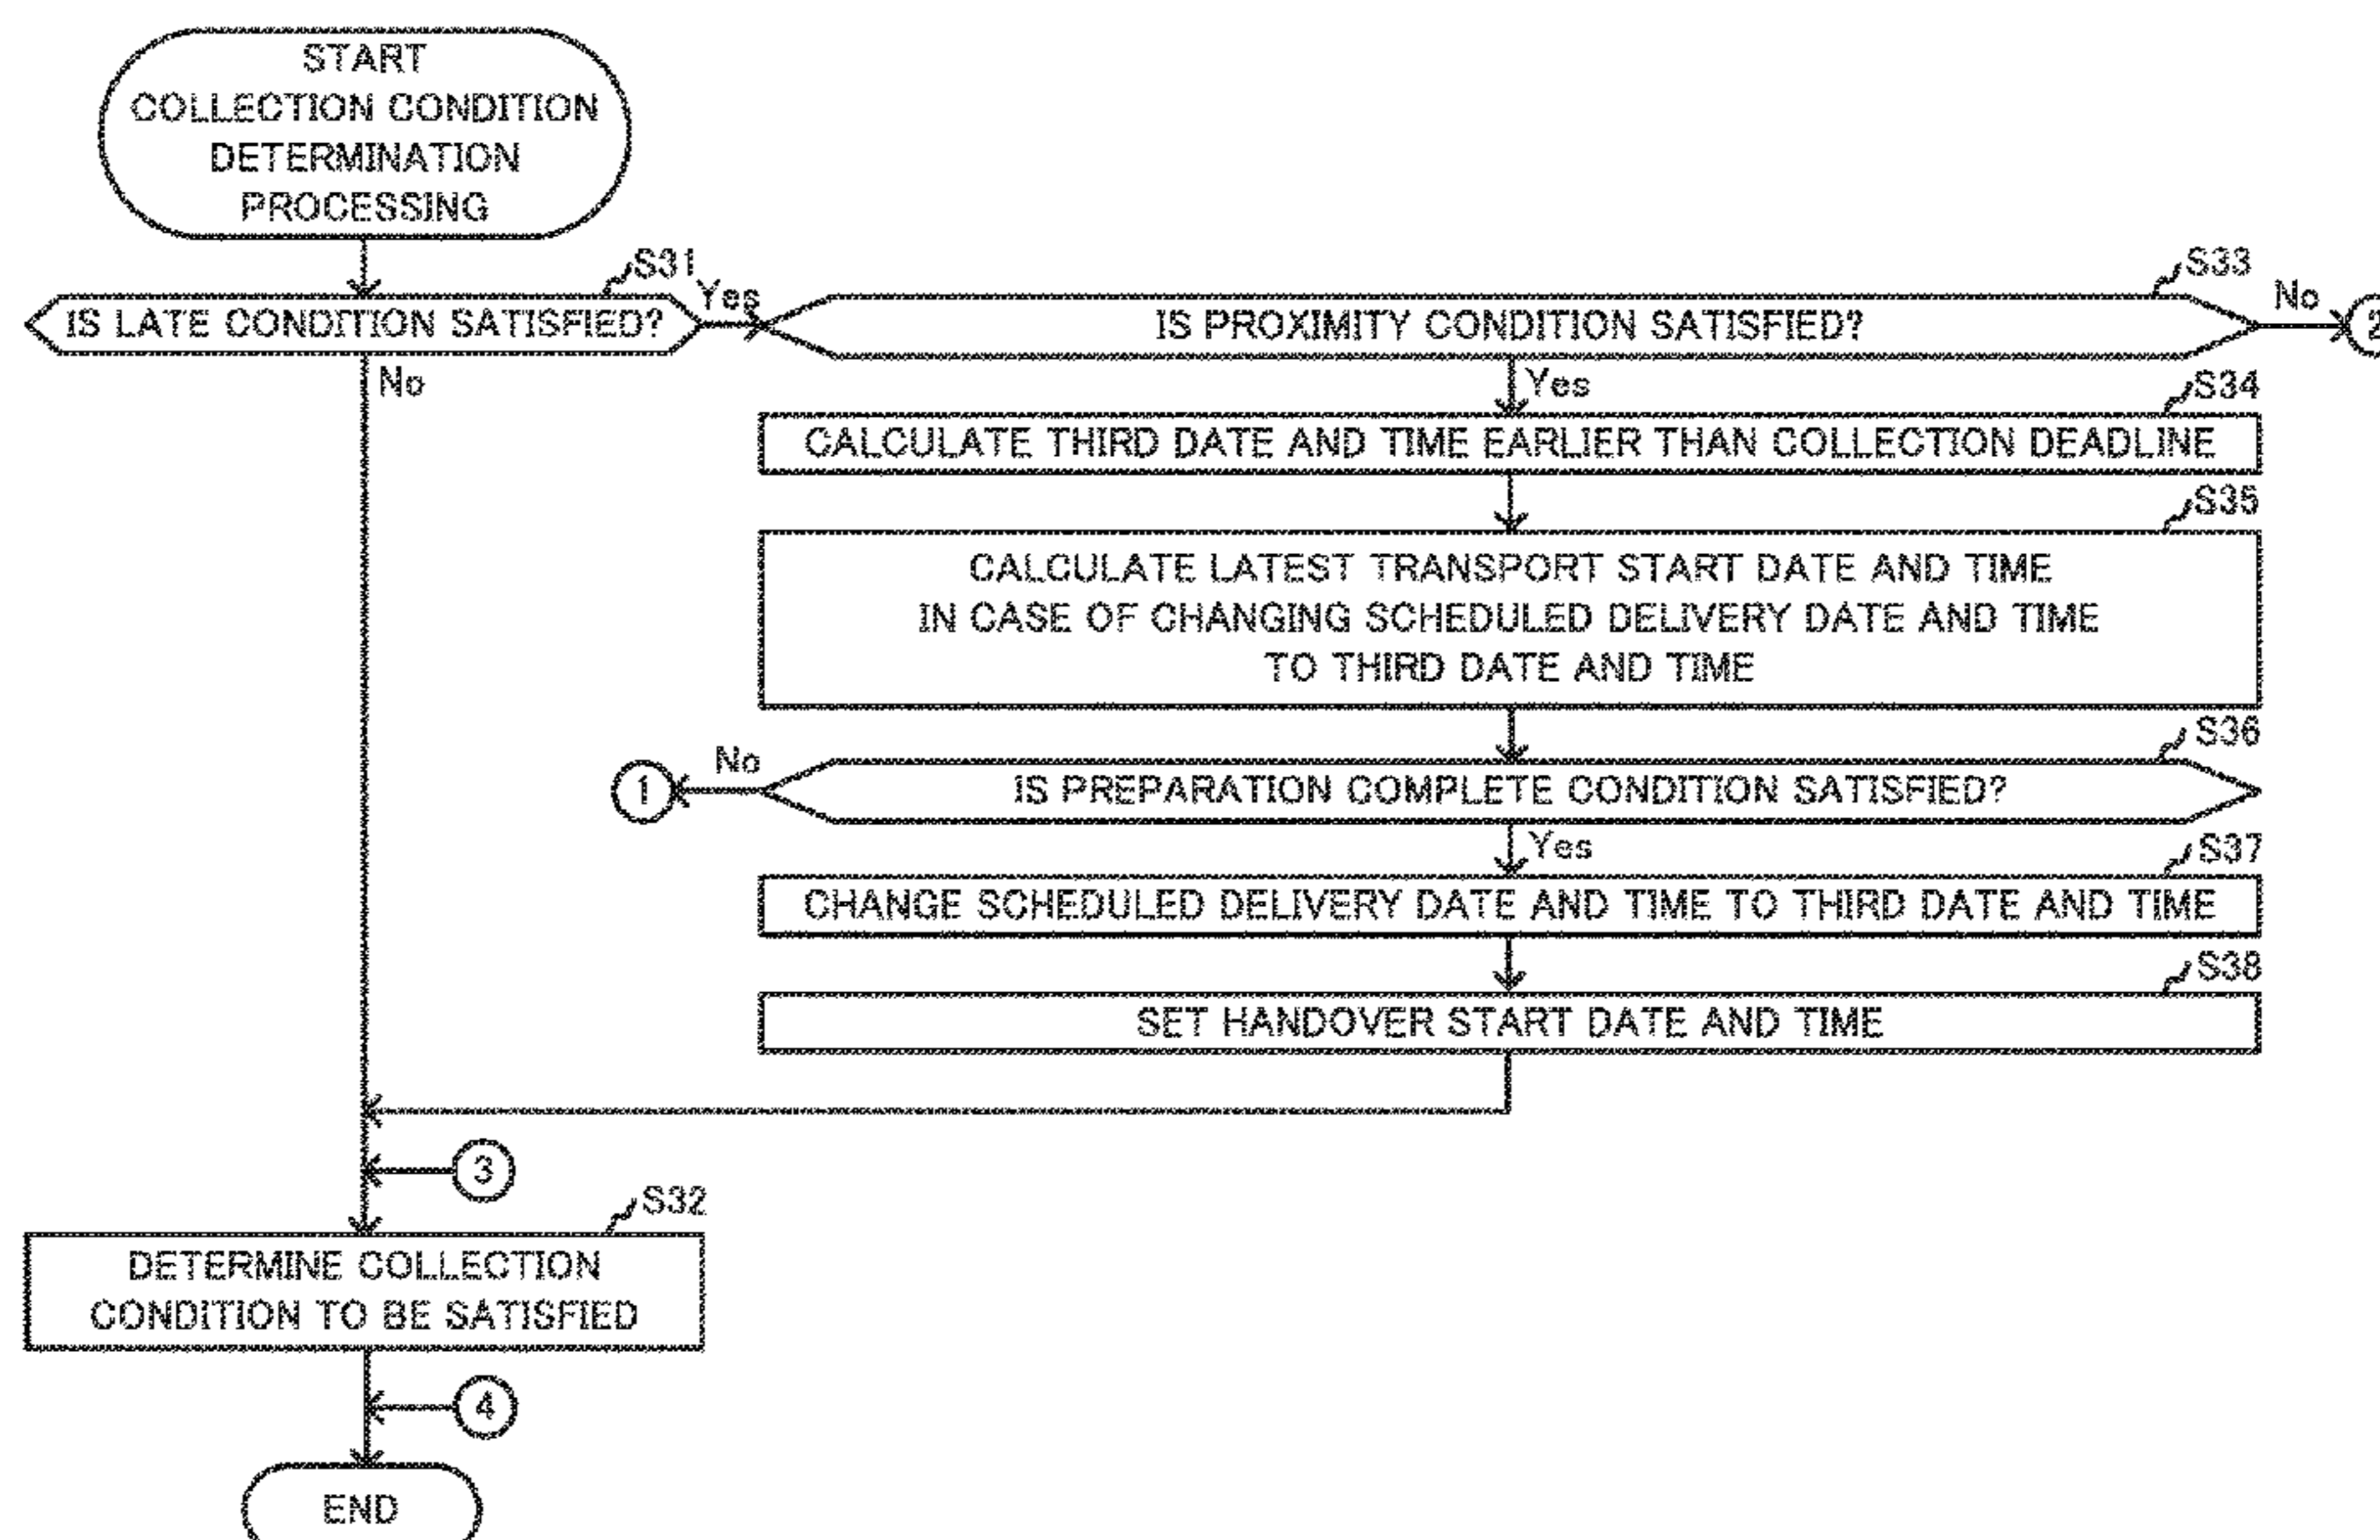 START
COLLECTION CONDITION
DETERMINATION
PROCESSING
S31
IS LATE CONDITION SATISFIED?
Yes
No
S33
IS PROXIMITY CONDITION SATISFIED?
No
2
Yes
S34
CALCULATE THIRD DATE AND TIME EARLIER THAN COLLECTION DEADLINE
S35
CALCULATE LATEST TRANSPORT START DATE AND TIME
IN CASE OF CHANGING SCHEDULED DELIVERY DATE AND TIME
TO THIRD DATE AND TIME
S36
IS PREPARATION COMPLETE CONDITION SATISFIED?
No
1
Yes
S37
CHANGE SCHEDULED DELIVERY DATE AND TIME TO THIRD DATE AND TIME
S38
SET HANDOVER START DATE AND TIME
3
S32
DETERMINE COLLECTION
CONDITION TO BE SATISFIED
4
END